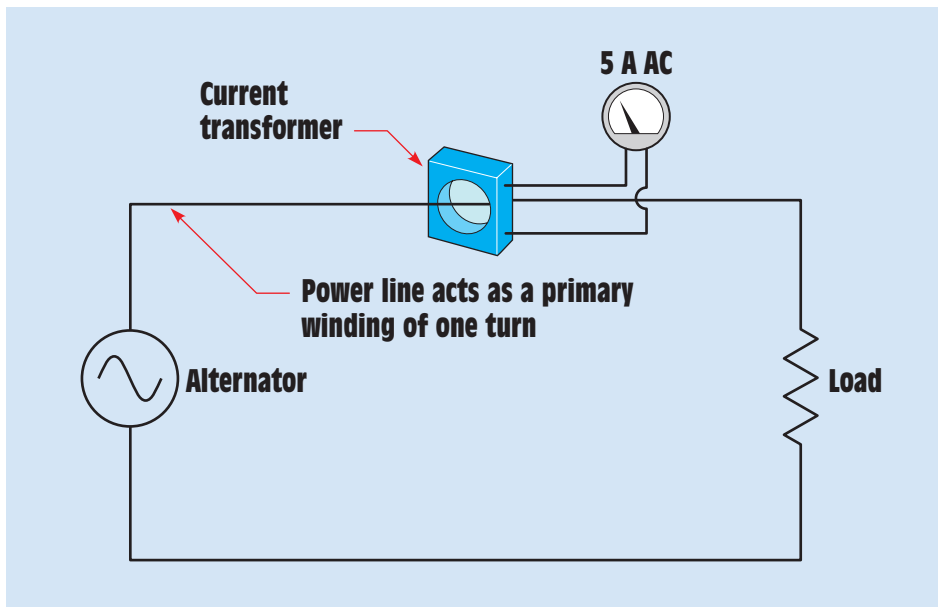 5 A AC
Current
transformer
Power line acts as a primary
winding of one turn
Alternator
Load